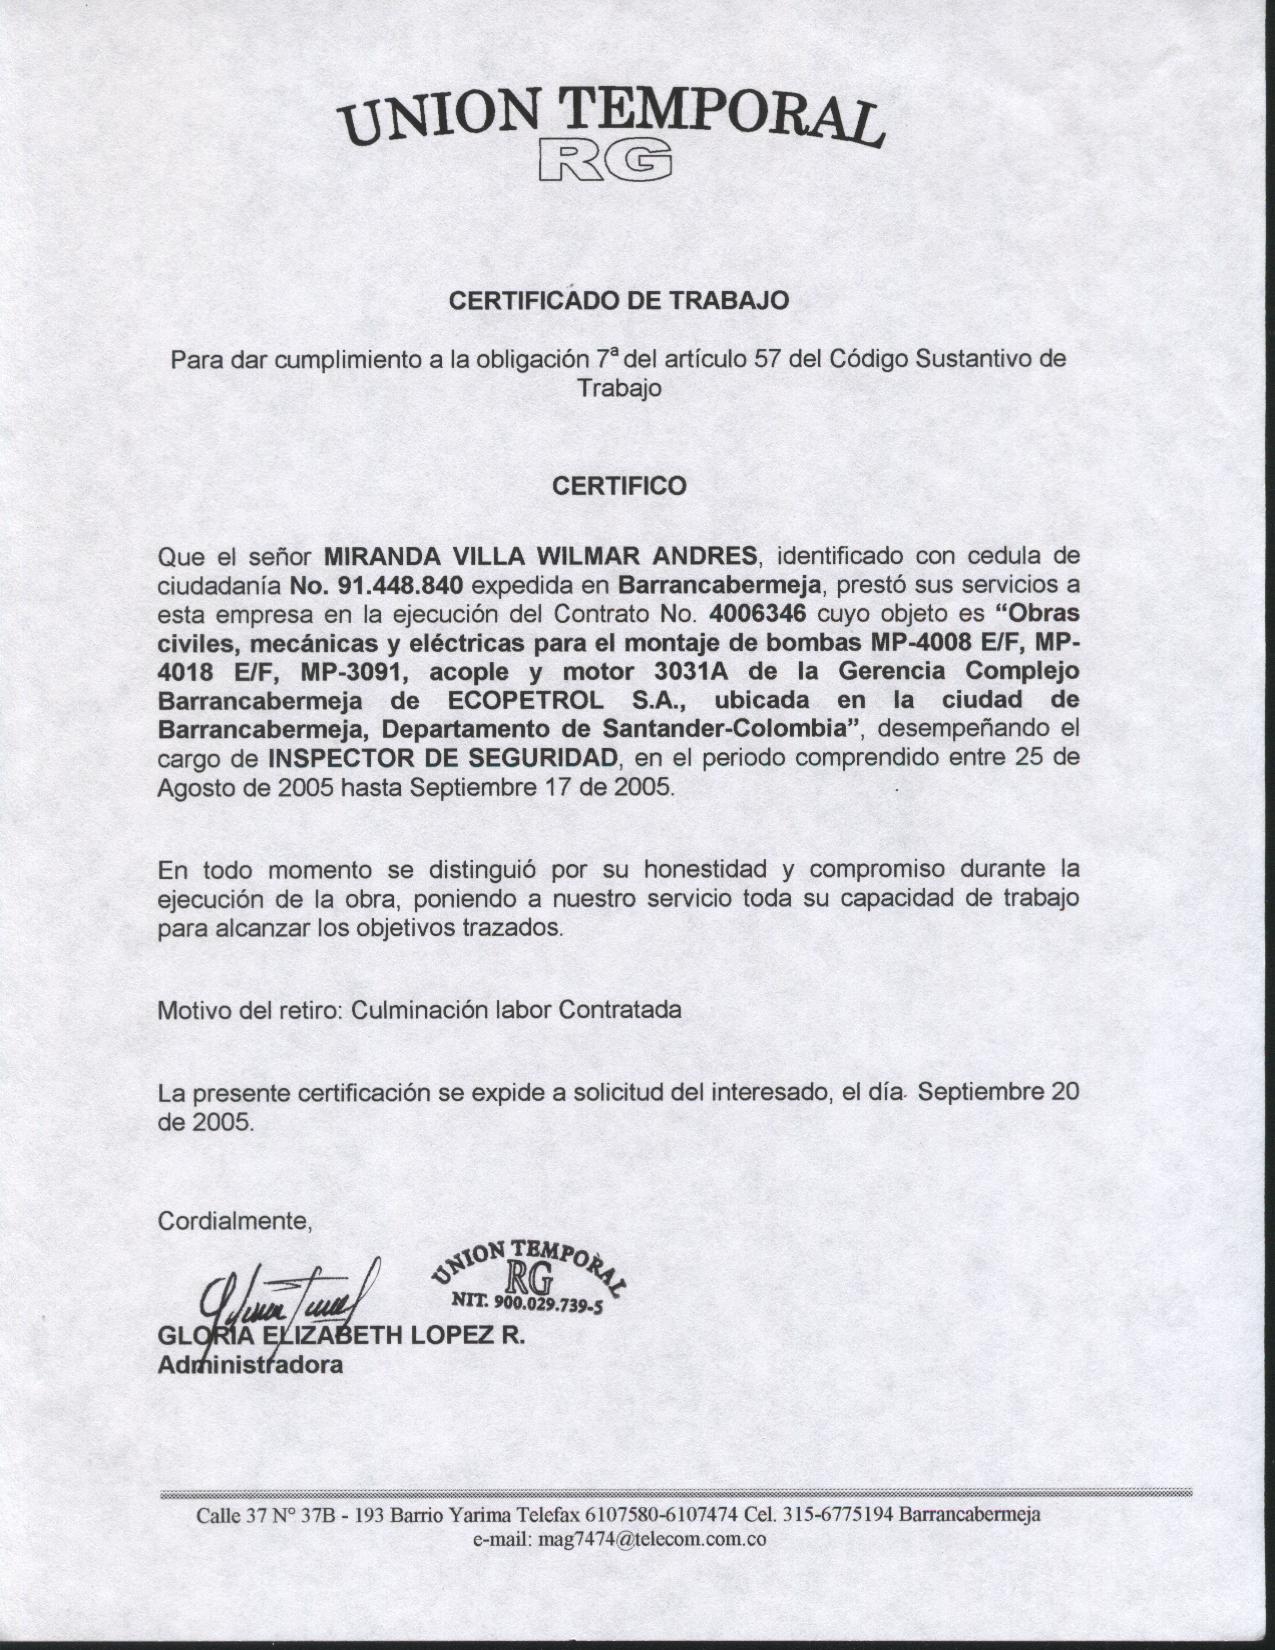 UNION TEMPORAL
RG
CERTIFICADO DE TRABAJO
Para dar cumplimiento a la obligación 7ª del artículo 57 del Código Sustantivo de
Trabajo
CERTIFICO
Que el señor MIRANDA VILLA WILMAR ANDRES, identificado con cedula de
ciudadanía No. 91.448.840 expedida en Barrancabermeja, prestó sus servicios a
esta empresa en la ejecución del Contrato No. 4006346 cuyo objeto es “Obras
civiles, mecánicas y eléctricas para el montaje de bombas MP-4008 E/F, MP-
4018 E/F, MP-3091, acople y motor 3031A de la Gerencia Complejo
Barrancabermeja de ECOPETROL S.A., ubicada en la ciudad de
Barrancabermeja, Departamento de Santander-Colombia”, desempeñando el
cargo de INSPECTOR DE SEGURIDAD, en el periodo comprendido entre 25 de
Agosto de 2005 hasta Septiembre 17 de 2005.
En todo momento se distinguió por su honestidad y compromiso durante la
ejecución de la obra, poniendo a nuestro servicio toda su capacidad de trabajo
para alcanzar los objetivos trazados.
Motivo del retiro: Culminación labor Contratada
La presente certificación se expide a solicitud del interesado, el día Septiembre 20
de 2005.
Cordialmente,
UNION TEMPORAL
RG
NIT. 900.029.739-5
GLORIA ELIZABETH LOPEZ R.
Administradora
Calle 37 N° 37B - 193 Barrio Yarima Telefax 6107580-6107474 Cel. 315-6775194 Barrancabermeja
e-mail: mag7474@telecom.com.co